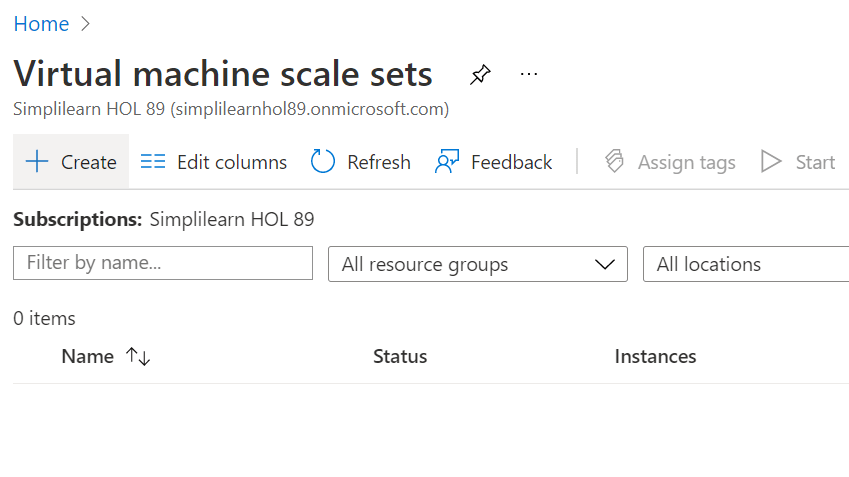 Home
Virtual machine scale sets ...
Simplilearn HOL 89 (simplilearnhol89.onmicrosoft.com)
Create Edit columns Refresh Feedback Assign tags Start
Subscriptions: Simplilearn HOL 89
Filter by name... All resource groups All locations
0 items
Name Status Instances